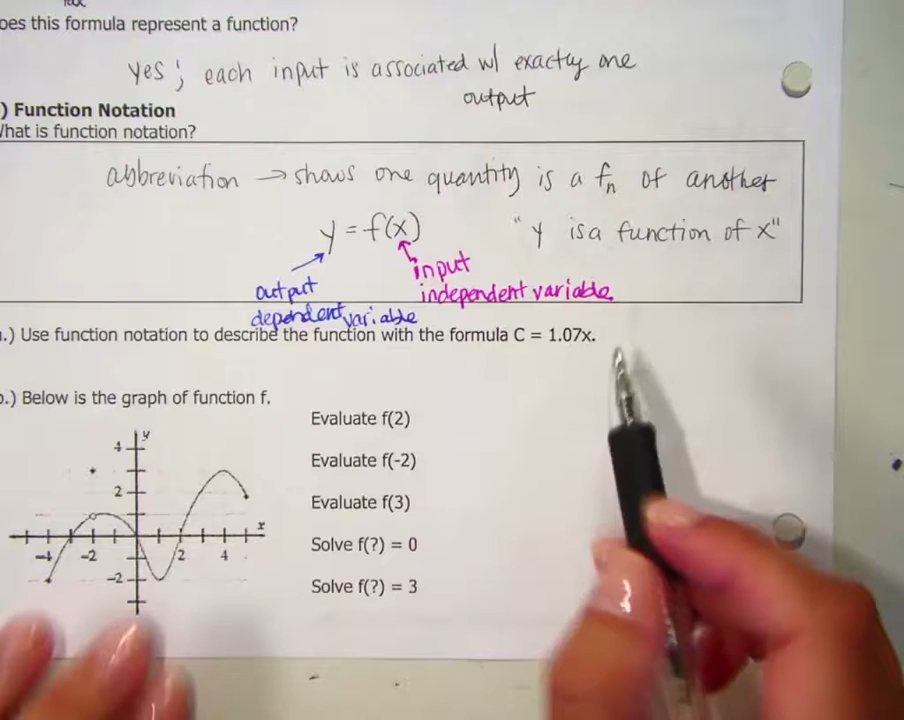 oes this formula represent a function?
yes; each input is associated w/ exactly one
output
) Function Notation
What is function notation?
abbreviation → shows one quantity is a fn of another
y = f(x) "y is a function of x"
output
dependent variable
input
independent variable
.) Use function notation to describe the function with the formula C = 1.07x.
o.) Below is the graph of function f.
Evaluate f(2)
Evaluate f(-2)
Evaluate f(3)
Solve f(?) = 0
Solve f(?) = 3
y
4
2
x
-4 -2 2 4
-2